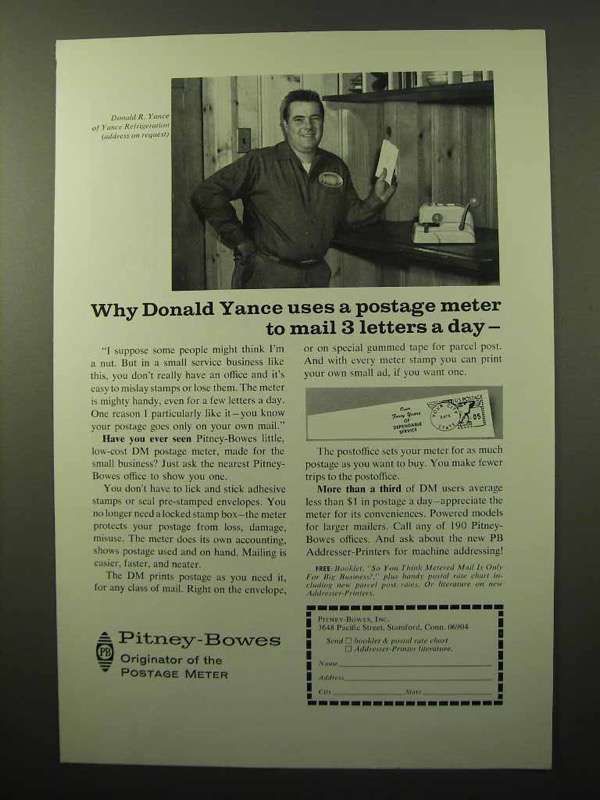 Donald R. Yance
of Yance Refrigeration
(address on request)
Why Donald Yance uses a postage meter
to mail 3 letters a day—
"I suppose some people might think I'm
a nut. But in a small service business like
this, you don't really have an office and it's
easy to mislay stamps or lose them. The meter
is mighty handy, even for a few letters a day.
One reason I particularly like it—you know
your postage goes only on your own mail."
Have you ever seen Pitney-Bowes little,
low-cost DM postage meter, made for the
small business? Just ask the nearest Pitney-
Bowes office to show you one.
You don't have to lick and stick adhesive
stamps or seal pre-stamped envelopes. You
no longer need a locked stamp box—the meter
protects your postage from loss, damage,
misuse. The meter does its own accounting,
shows postage used and on hand. Mailing is
easier, faster, and neater.
The DM prints postage as you need it,
for any class of mail. Right on the envelope,
or on special gummed tape for parcel post.
And with every meter stamp you can print
your own small ad, if you want one.
Over
Forty Years
OF
DEPENDABLE
SERVICE
The postoffice sets your meter for as much
postage as you want to buy. You make fewer
trips to the postoffice.
More than a third of DM users average
less than $1 in postage a day—appreciate the
meter for its conveniences. Powered models
for larger mailers. Call any of 190 Pitney-
Bowes offices. And ask about the new PB
Addresser-Printers for machine addressing!
FREE: Booklet, "So You Think Metered Mail Is Only
For Big Business?," plus handy postal rate chart in-
cluding new parcel post rates. Or literature on new
Addresser-Printers.
PB
Pitney-Bowes
Originator of the
POSTAGE METER
PITNEY-BOWES, INC.
3648 Pacific Street, Stamford, Conn. 06904
Send □ booklet & postal rate chart
□ Addresser-Printer literature.
Name
Address
City State